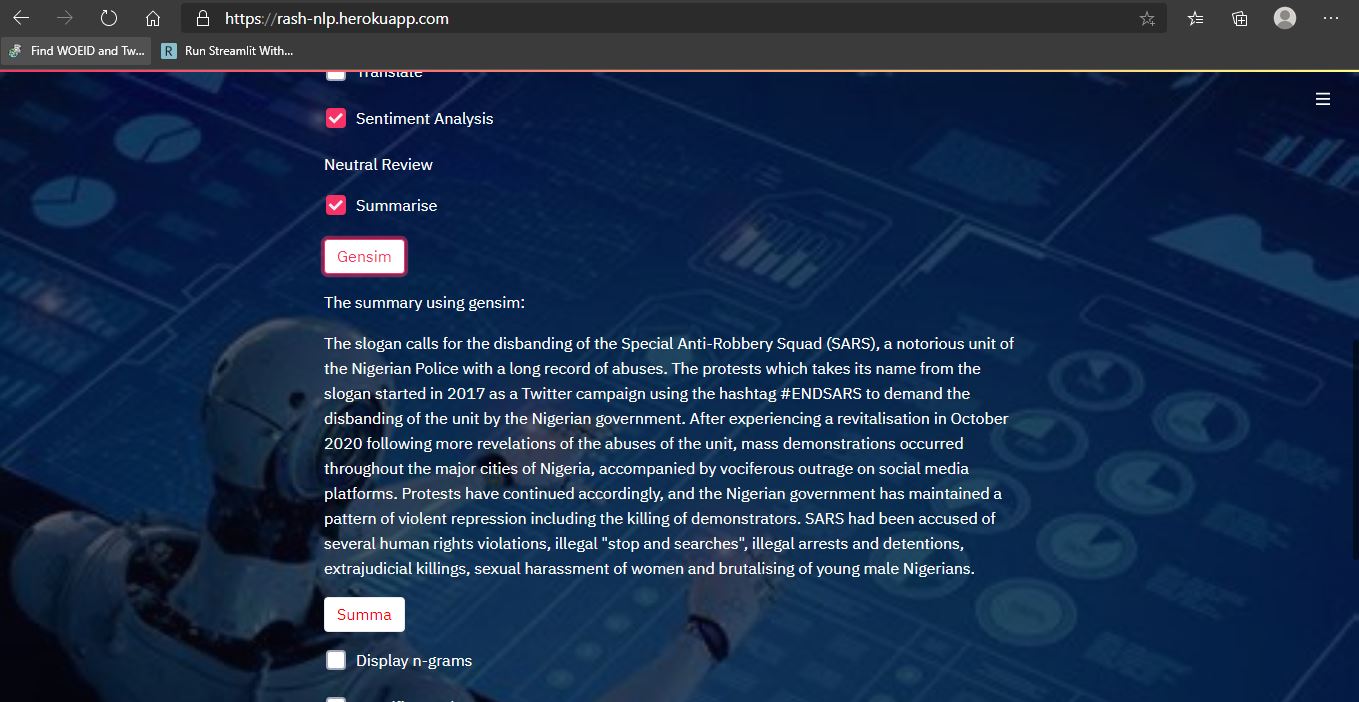 https://rash-nlp.herokuapp.com
Find WOEID and Tw...
R Run Streamlit With...
Translate
Sentiment Analysis
Neutral Review
Summarise
Gensim
The summary using gensim:
The slogan calls for the disbanding of the Special Anti-Robbery Squad (SARS), a notorious unit of
the Nigerian Police with a long record of abuses. The protests which takes its name from the
slogan started in 2017 as a Twitter campaign using the hashtag #ENDSARS to demand the
disbanding of the unit by the Nigerian government. After experiencing a revitalisation in October
2020 following more revelations of the abuses of the unit, mass demonstrations occurred
throughout the major cities of Nigeria, accompanied by vociferous outrage on social media
platforms. Protests have continued accordingly, and the Nigerian government has maintained a
pattern of violent repression including the killing of demonstrators. SARS had been accused of
several human rights violations, illegal "stop and searches", illegal arrests and detentions,
extrajudicial killings, sexual harassment of women and brutalising of young male Nigerians.
Summa
Display n-grams